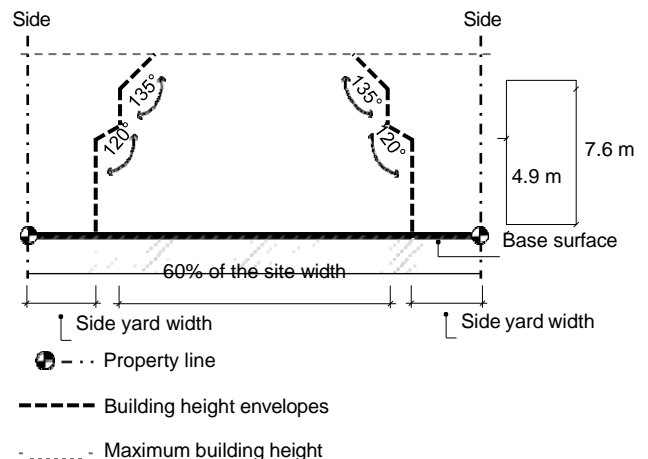 Side Side
135° 135°
120° 120°
7.6 m
4.9 m
Base surface
60% of the site width
Side yard width Side yard width
Property line
Building height envelopes
Maximum building height